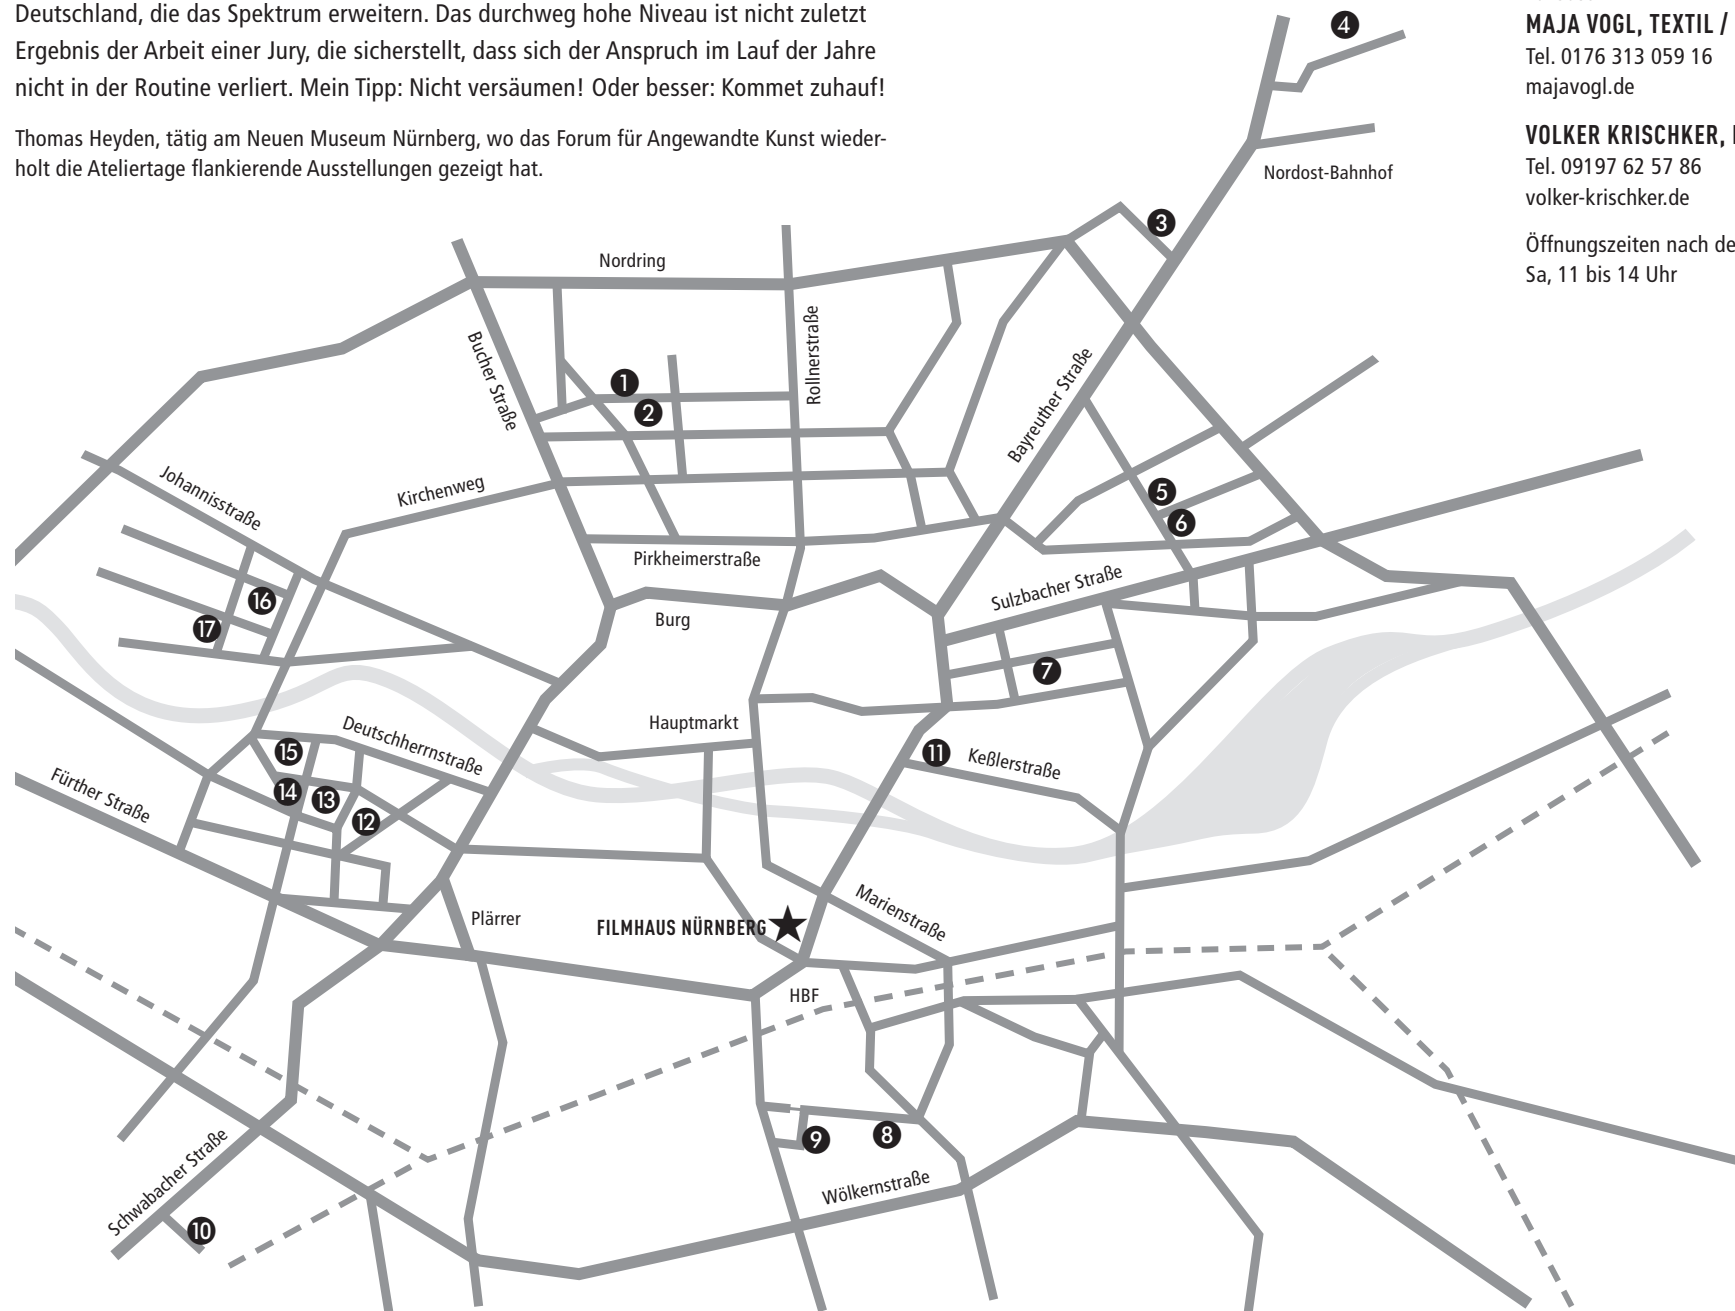 Deutschland, die das Spektrum erweitern. Das durchweg hohe Niveau ist nicht zuletzt
Ergebnis der Arbeit einer Jury, die sicherstellt, dass sich der Anspruch im Lauf der Jahre
nicht in der Routine verliert. Mein Tipp: Nicht versäumen! Oder besser: Kommet zuhauf!
Thomas Heyden, tätig am Neuen Museum Nürnberg, wo das Forum für Angewandte Kunst wieder-
holt die Ateliertage flankierende Ausstellungen gezeigt hat.
MAJA VOGL, TEXTIL /
Tel. 0176 313 059 16
majavogl.de
VOLKER KRISCHKER,
Tel. 09197 62 57 86
volker-krischker.de
Öffnungszeiten nach de
Sa, 11 bis 14 Uhr
4
Nordost-Bahnhof
3
Nordring
Bucher Straße
Rollnerstraße
1
2
Bayreuther Straße
Johannisstraße
Kirchenweg
5
6
Pirkheimerstraße
Sulzbacher Straße
16
17
Burg
7
Hauptmarkt
Deutschherrnstraße
15
14
13
12
Fürther Straße
11
Keßlerstraße
Plärrer
FILMHAUS NÜRNBERG
Marienstraße
HBF
9
8
Wölkernstraße
Schwabacher Straße
10